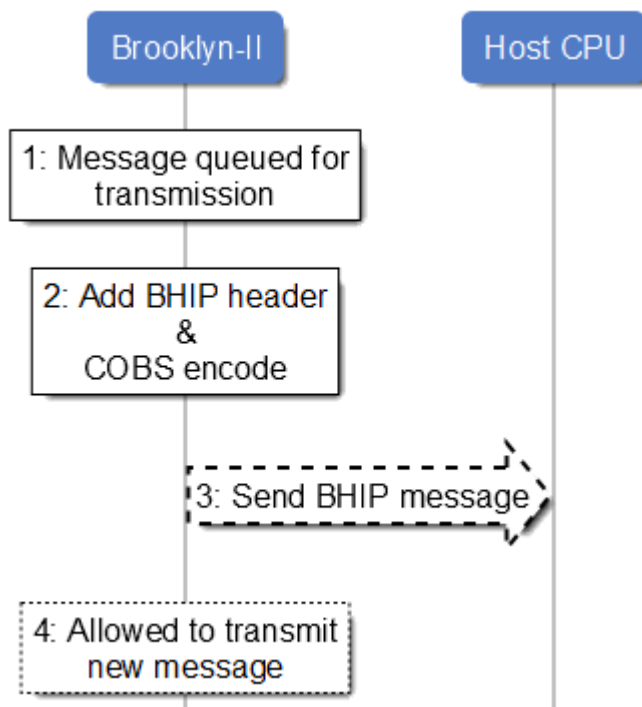 Brooklyn-II
Host CPU
1: Message queued for
transmission
2: Add BHIP header
&
COBS encode
3: Send BHIP message
4: Allowed to transmit
new message